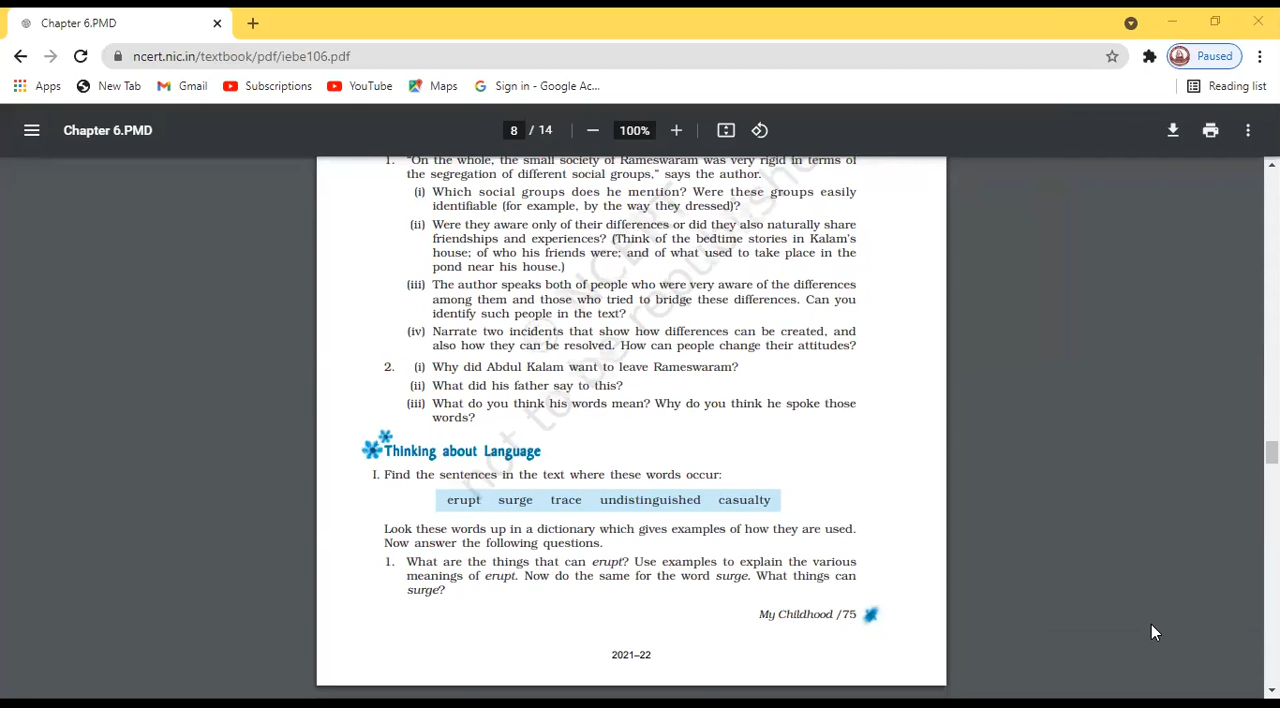 Chapter 6.PMD
ncert.nic.in/textbook/pdf/iebe106.pdf
Paused
Apps
New Tab
Gmail
Subscriptions
YouTube
Maps
Sign in - Google Ac...
Reading list
Chapter 6.PMD
8 / 14
100%
1. "On the whole, the small society of Rameswaram was very rigid in terms of
the segregation of different social groups," says the author.
(i) Which social groups does he mention? Were these groups easily
identifiable (for example, by the way they dressed)?
(ii) Were they aware only of their differences or did they also naturally share
friendships and experiences? (Think of the bedtime stories in Kalam's
house; of who his friends were; and of what used to take place in the
pond near his house.)
(iii) The author speaks both of people who were very aware of the differences
among them and those who tried to bridge these differences. Can you
identify such people in the text?
(iv) Narrate two incidents that show how differences can be created, and
also how they can be resolved. How can people change their attitudes?
2. (i) Why did Abdul Kalam want to leave Rameswaram?
(ii) What did his father say to this?
(iii) What do you think his words mean? Why do you think he spoke those
words?
Thinking about Language
I. Find the sentences in the text where these words occur:
erupt surge trace undistinguished casualty
Look these words up in a dictionary which gives examples of how they are used.
Now answer the following questions.
1. What are the things that can erupt? Use examples to explain the various
meanings of erupt. Now do the same for the word surge. What things can
surge?
My Childhood /75
2021–22
© NCERT
not to be republished